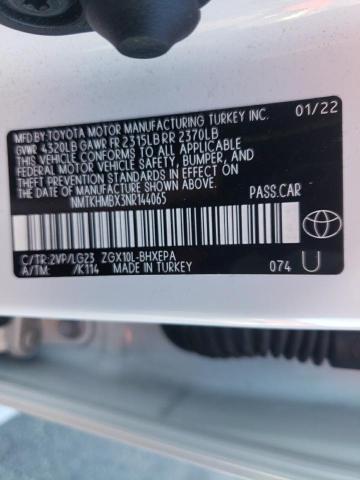 MFD BY:TOYOTA MOTOR MANUFACTURING TURKEY INC. 01/22
GVWR 4320LB GAWR FR 2315LB RR 2370LB
THIS VEHICLE CONFORMS TO ALL APPLICABLE
FEDERAL MOTOR VEHICLE SAFETY, BUMPER, AND
THEFT PREVENTION STANDARDS IN EFFECT ON
THE DATE OF MANUFACTURE SHOWN ABOVE.
NMTKHMBX3NR144065 PASS.CAR
C/TR:2VP/LG23 ZGX10L-BHXEPA
A/TM: /K114 MADE IN TURKEY 074 U